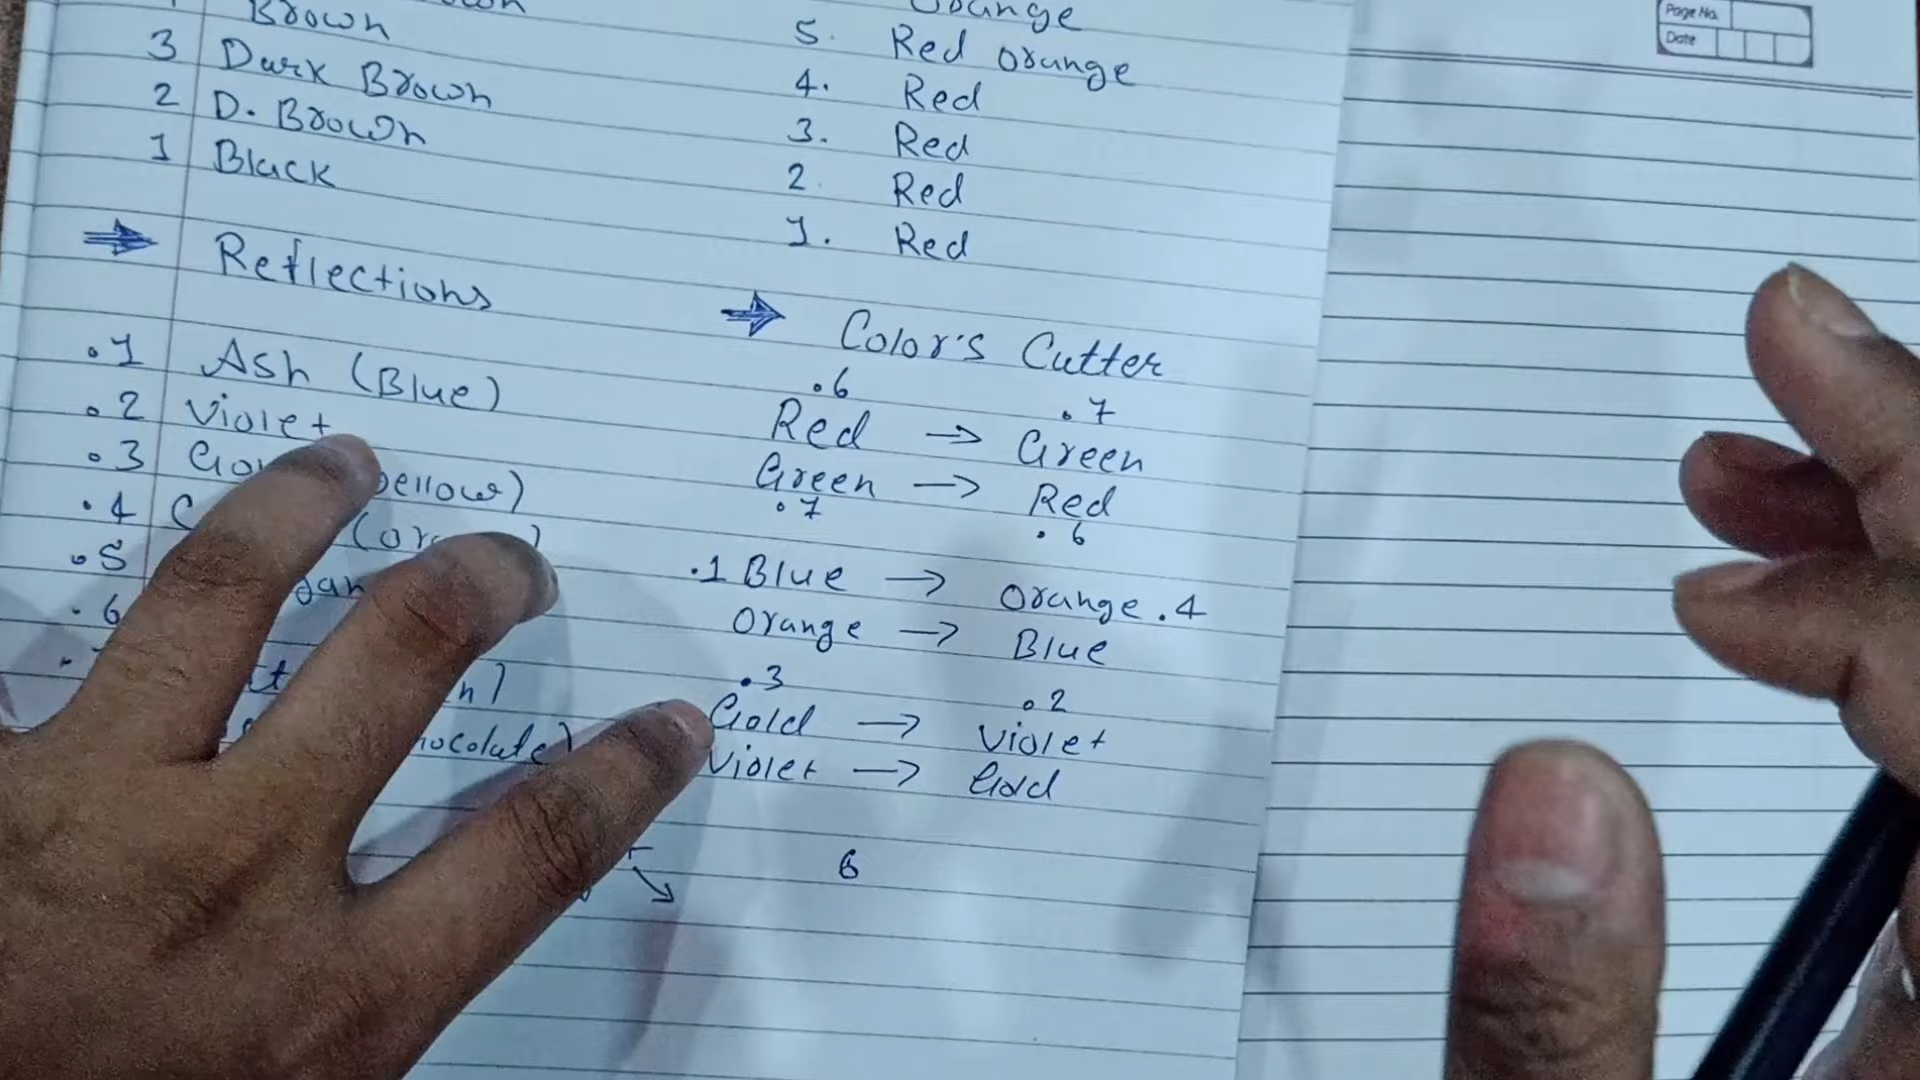 Brown
3 Dark Brown
2 D. Brown
1 Black
Orange
5. Red orange
4. Red
3. Red
2. Red
1. Red
Page No.
Date
Reflections
.1 Ash (Blue)
.2 Violet
.3
.4
.5
.6
Color's Cutter
.6 .7
Red → Green
Green → Red
.7 .6
.1 Blue → Orange .4
Orange → Blue
.3 .2
Gold → Violet
Violet → Gold
6